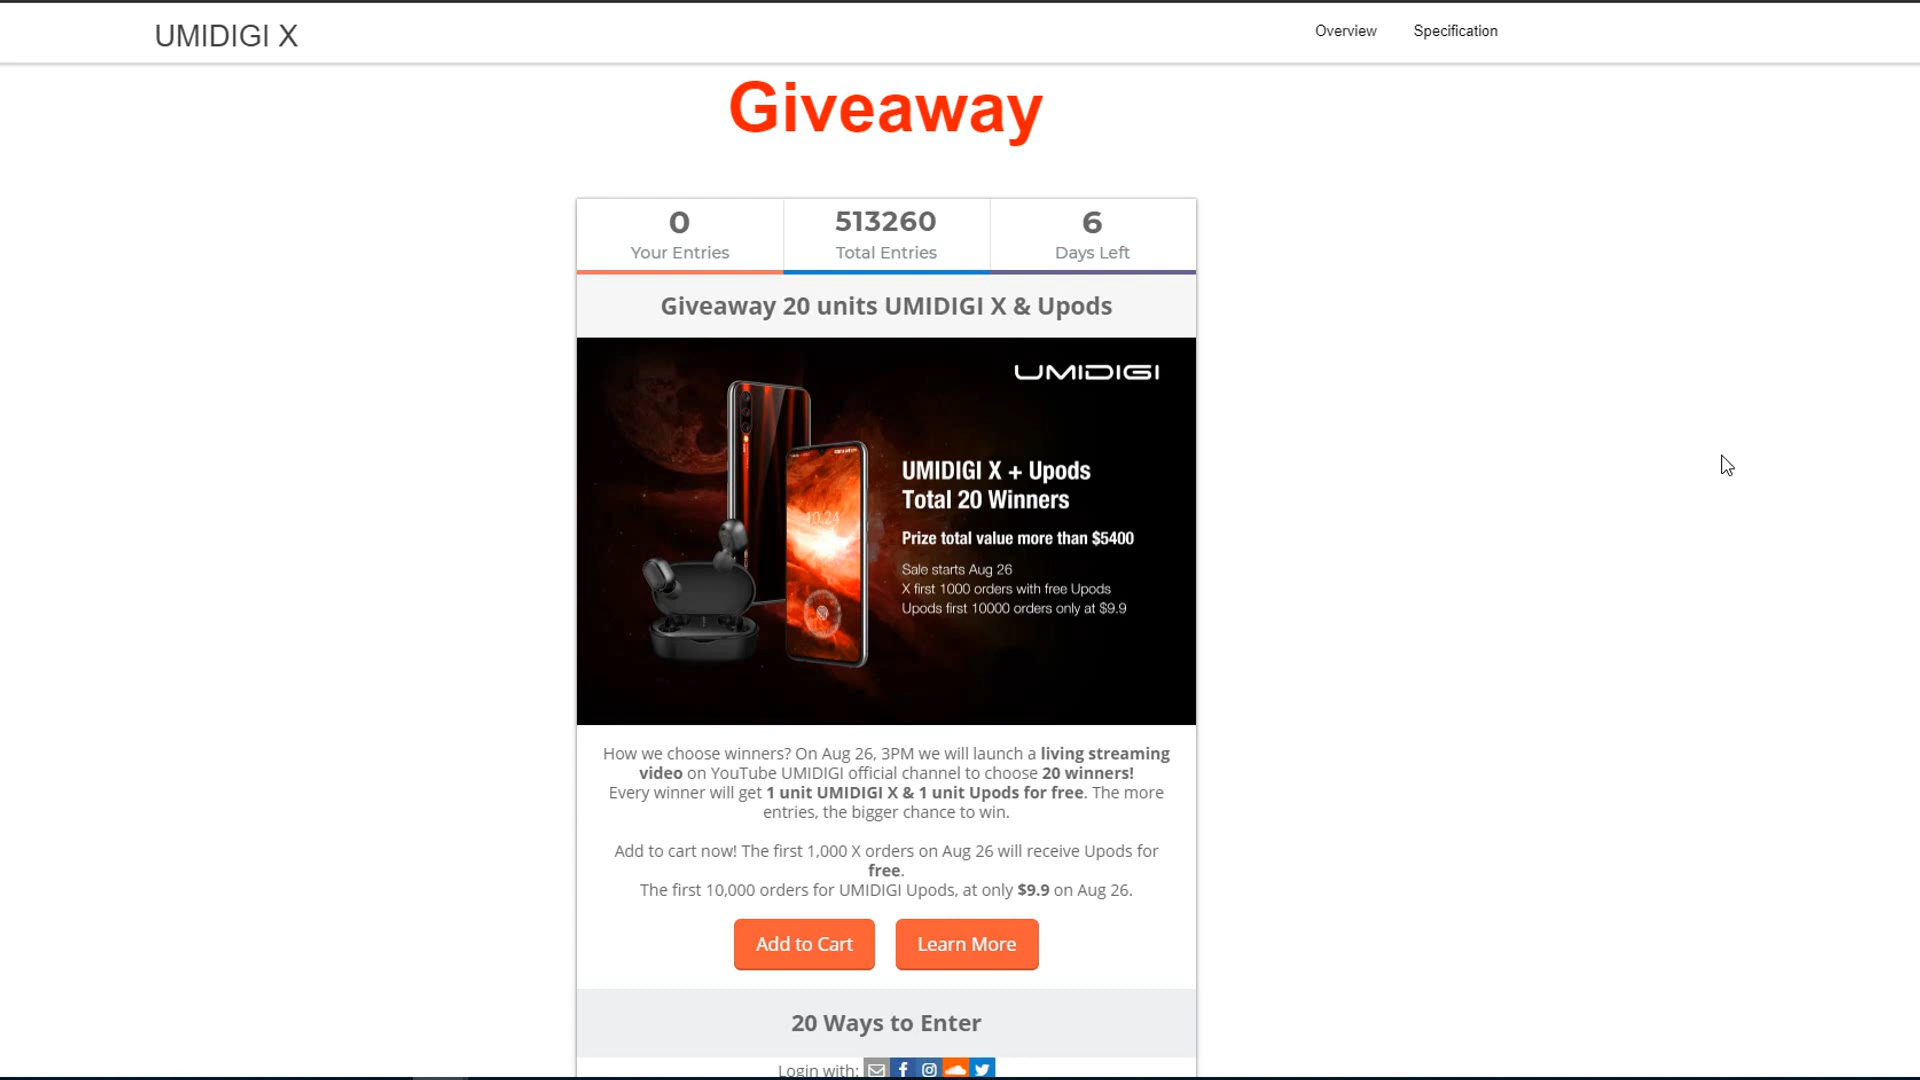 UMIDIGI X
Overview
Specification
Giveaway
0
Your Entries
513260
Total Entries
6
Days Left
Giveaway 20 units UMIDIGI X & Upods
UMIDIGI
UMIDIGI X + Upods
Total 20 Winners
Prize total value more than $5400
Sale starts Aug 26
X first 1000 orders with free Upods
Upods first 10000 orders only at $9.9
10:24
How we choose winners? On Aug 26, 3PM we will launch a living streaming
video on YouTube UMIDIGI official channel to choose 20 winners!
Every winner will get 1 unit UMIDIGI X & 1 unit Upods for free. The more
entries, the bigger chance to win.
Add to cart now! The first 1,000 X orders on Aug 26 will receive Upods for
free.
The first 10,000 orders for UMIDIGI Upods, at only $9.9 on Aug 26.
Add to Cart
Learn More
20 Ways to Enter
Login with: